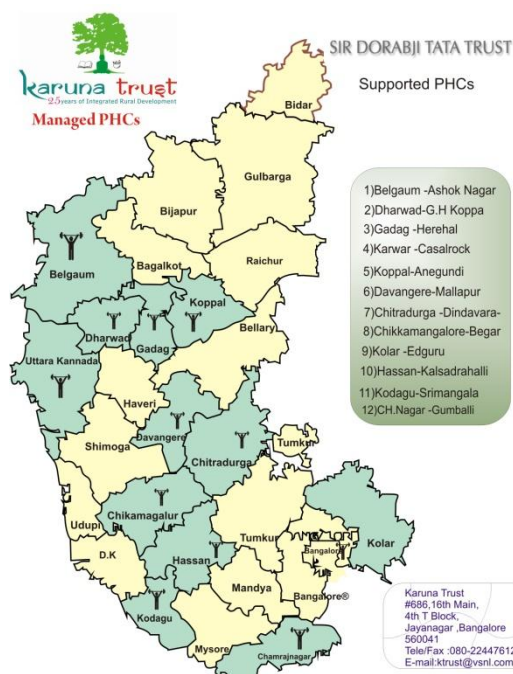 karuna trust
25years of Integrated Rural Development
Managed PHCs
SIR DORABJI TATA TRUST
Supported PHCs
Bidar
Gulbarga
Bijapur
1)Belgaum -Ashok Nagar
2)Dharwad-G.H Koppa
3)Gadag -Herehal
4)Karwar -Casalrock
5)Koppal-Anegundi
6)Davangere-Mallapur
7)Chitradurga -Dindavara-
8)Chikkamangalore-Begar
9)Kolar -Edguru
10)Hassan-Kalsadrahalli
11)Kodagu-Srimangala
12)CH.Nagar -Gumballi
Belgaum
Bagalkot
Raichur
Koppal
Dharwad
Gadag
Bellary
Uttara Kannada
Haveri
Davangere
Shimoga
Chitradurga
Tumkur
Chikamagalur
Udupi
Tumkur
Bangalore
Kolar
D.K
Hassan
Mandya
Bangalore®
Kodagu
Mysore
Chamrajnagar
Karuna Trust
#686,16th Main,
4th T Block,
Jayanagar ,Bangalore
560041
Tele/Fax :080-22447612
E-mail:ktrust@vsnl.com